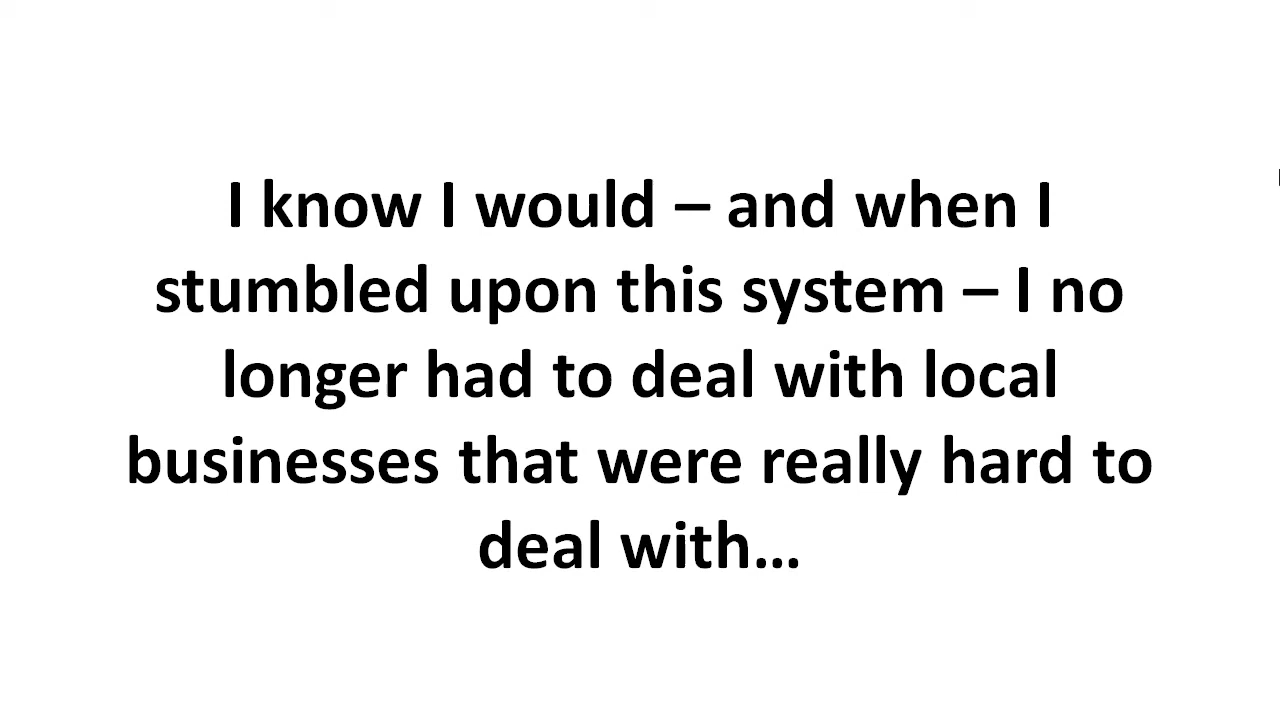 I know I would – and when I
stumbled upon this system – I no
longer had to deal with local
businesses that were really hard to
deal with...